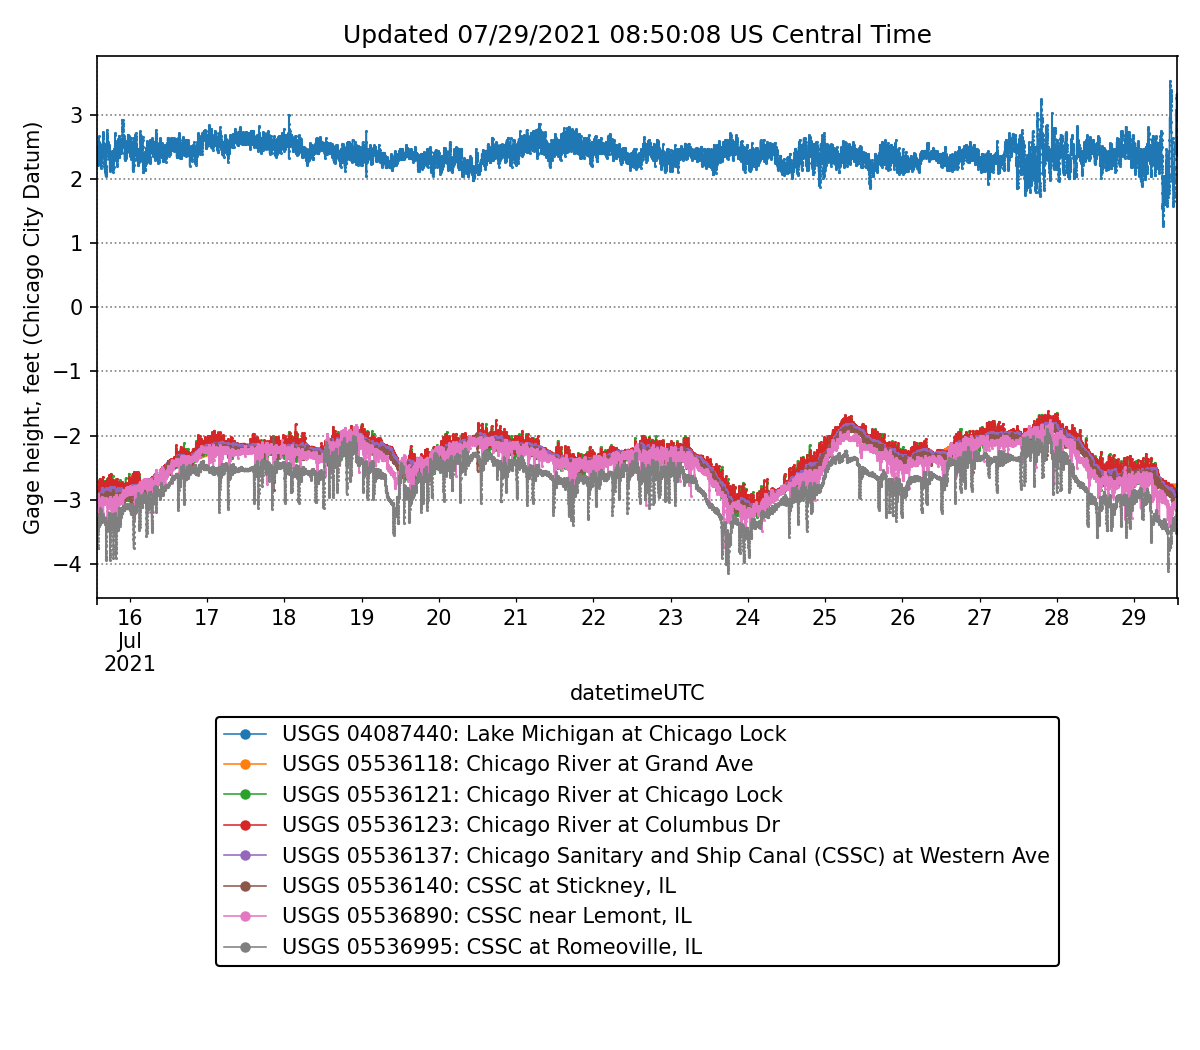 Updated 07/29/2021 08:50:08 US Central Time
Gage height, feet (Chicago City Datum)
3
2
1
0
−1
−2
−3
−4
16 17 18 19 20 21 22 23 24 25 26 27 28 29
Jul
2021
datetimeUTC
USGS 04087440: Lake Michigan at Chicago Lock
USGS 05536118: Chicago River at Grand Ave
USGS 05536121: Chicago River at Chicago Lock
USGS 05536123: Chicago River at Columbus Dr
USGS 05536137: Chicago Sanitary and Ship Canal (CSSC) at Western Ave
USGS 05536140: CSSC at Stickney, IL
USGS 05536890: CSSC near Lemont, IL
USGS 05536995: CSSC at Romeoville, IL